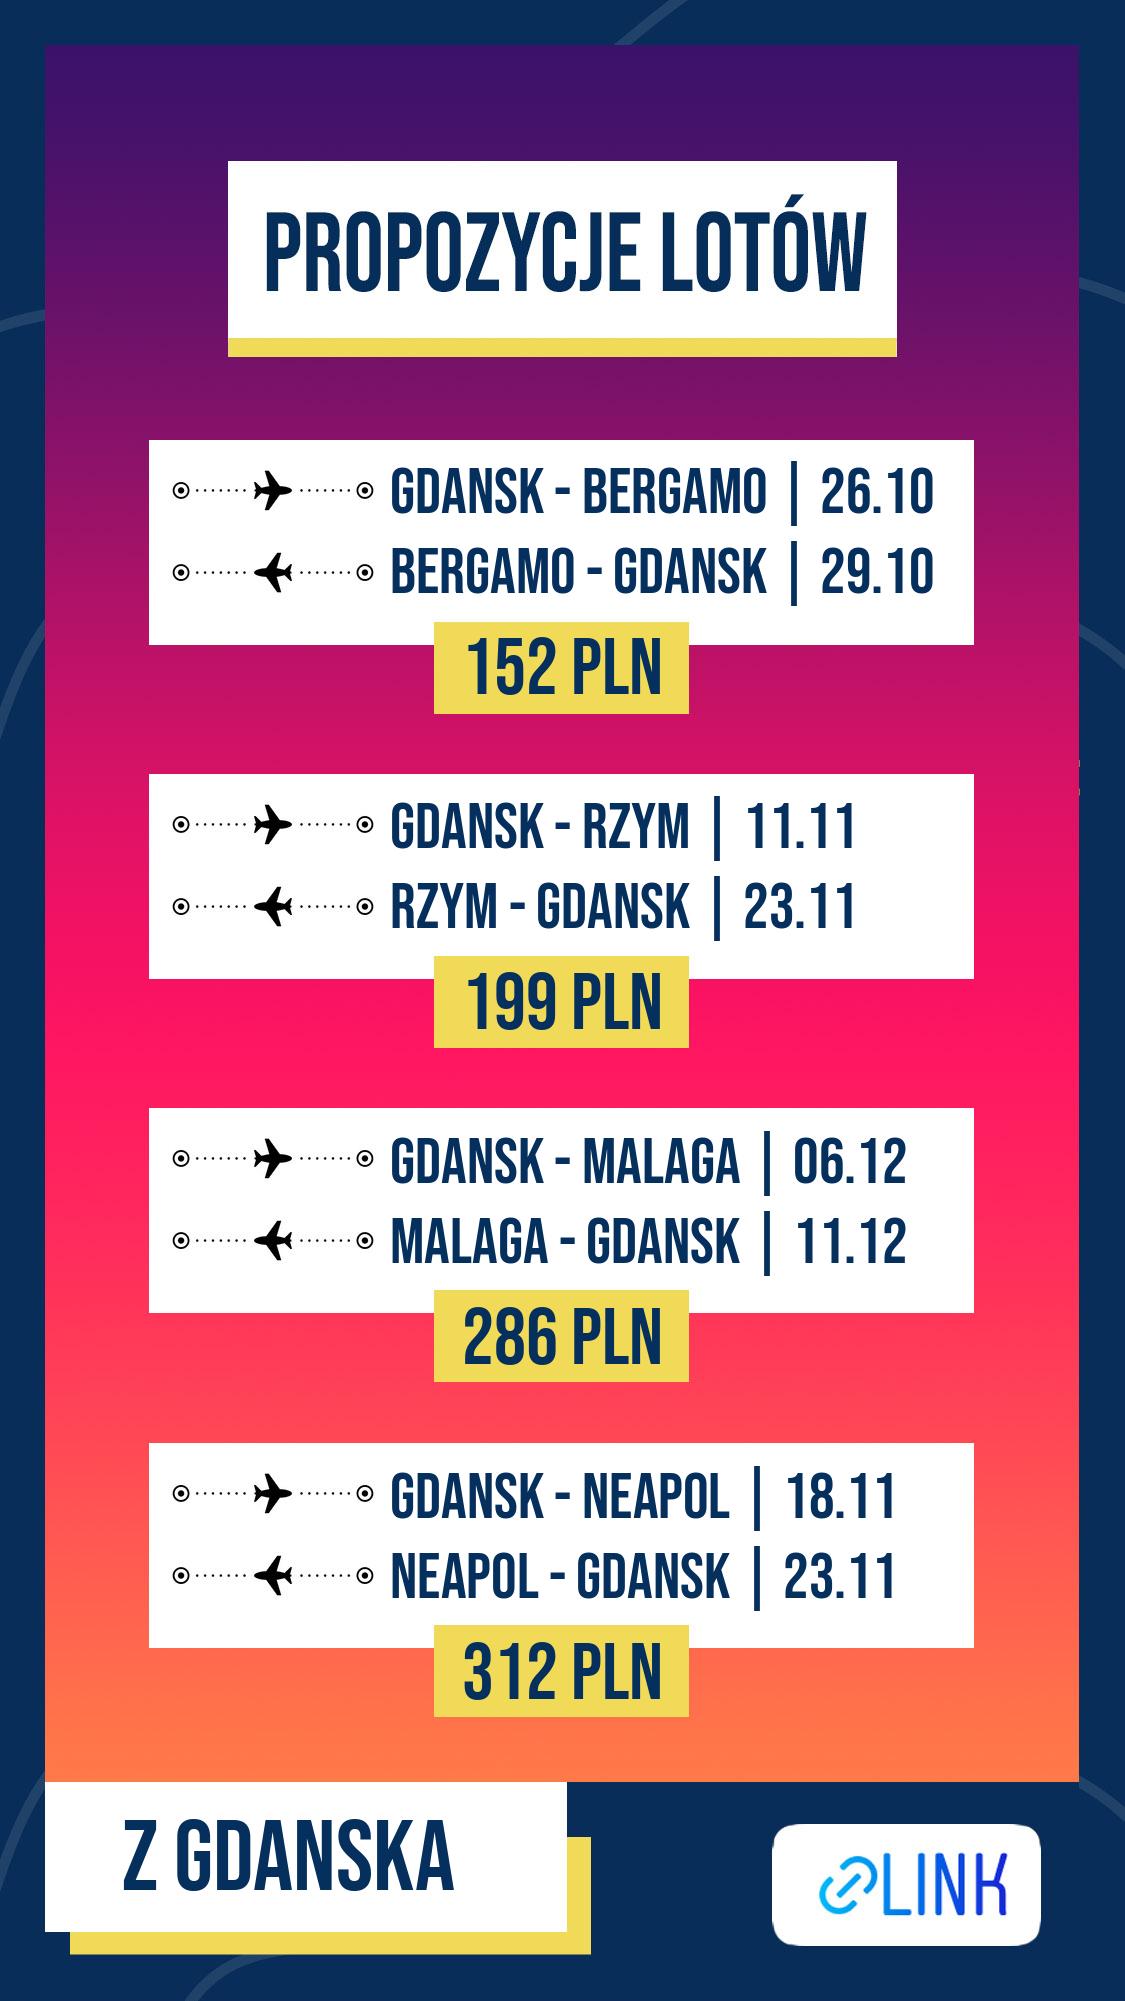 PROPOZYCJE LOTÓW
GDANSK - BERGAMO | 26.10
BERGAMO - GDANSK | 29.10
152 PLN
GDANSK - RZYM | 11.11
RZYM - GDANSK | 23.11
199 PLN
GDANSK - MALAGA | 06.12
MALAGA - GDANSK | 11.12
286 PLN
GDANSK - NEAPOL | 18.11
NEAPOL - GDANSK | 23.11
312 PLN
Z GDANSKA
LINK